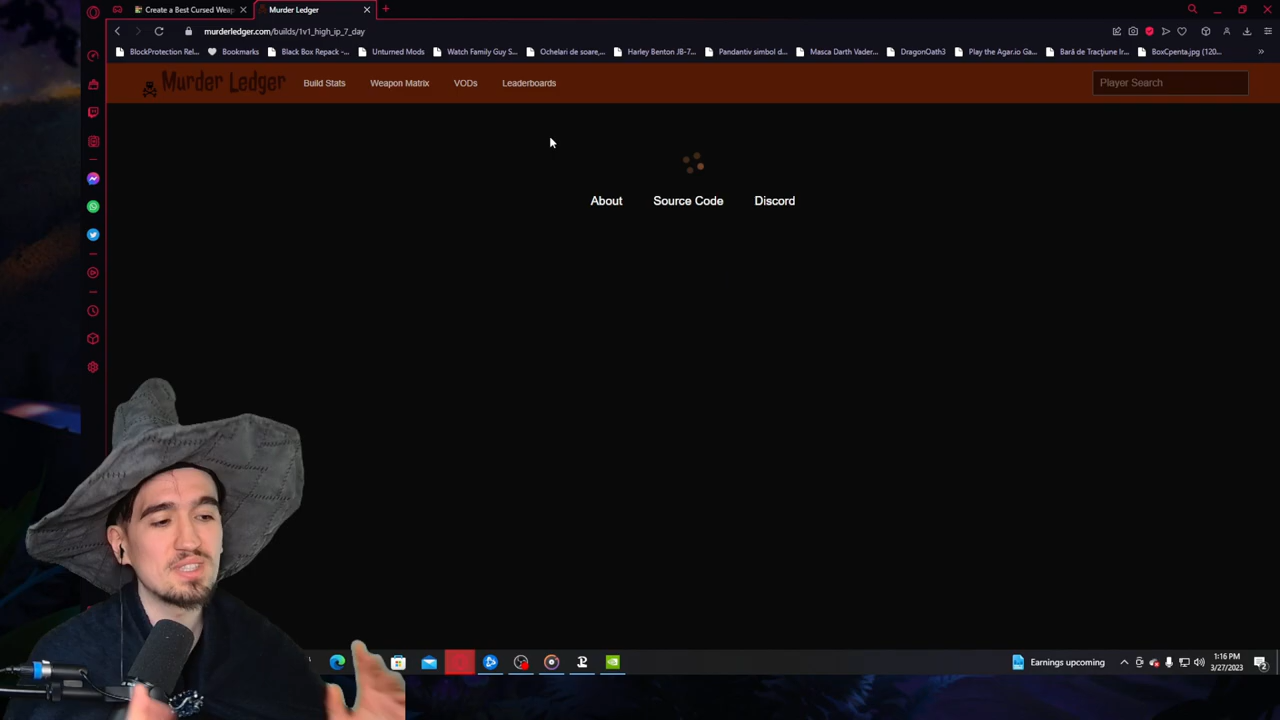 Create a Best Cursed Weap
Murder Ledger
murderledger.com/builds/1v1_high_ip_7_day
BlockProtection Rel...
Bookmarks
Black Box Repack -...
Unturned Mods
Watch Family Guy S...
Ochelari de soare,...
Harley Benton JB-7...
Pandantiv simbol d...
Masca Darth Vader...
DragonOath3
Play the Agar.io Ga...
Bară de Tracțiune Ir...
BoxCpenta.jpg (120...
Murder Ledger
Build Stats
Weapon Matrix
VODs
Leaderboards
Player Search
About
Source Code
Discord
Earnings upcoming
1:16 PM
3/27/2023
2